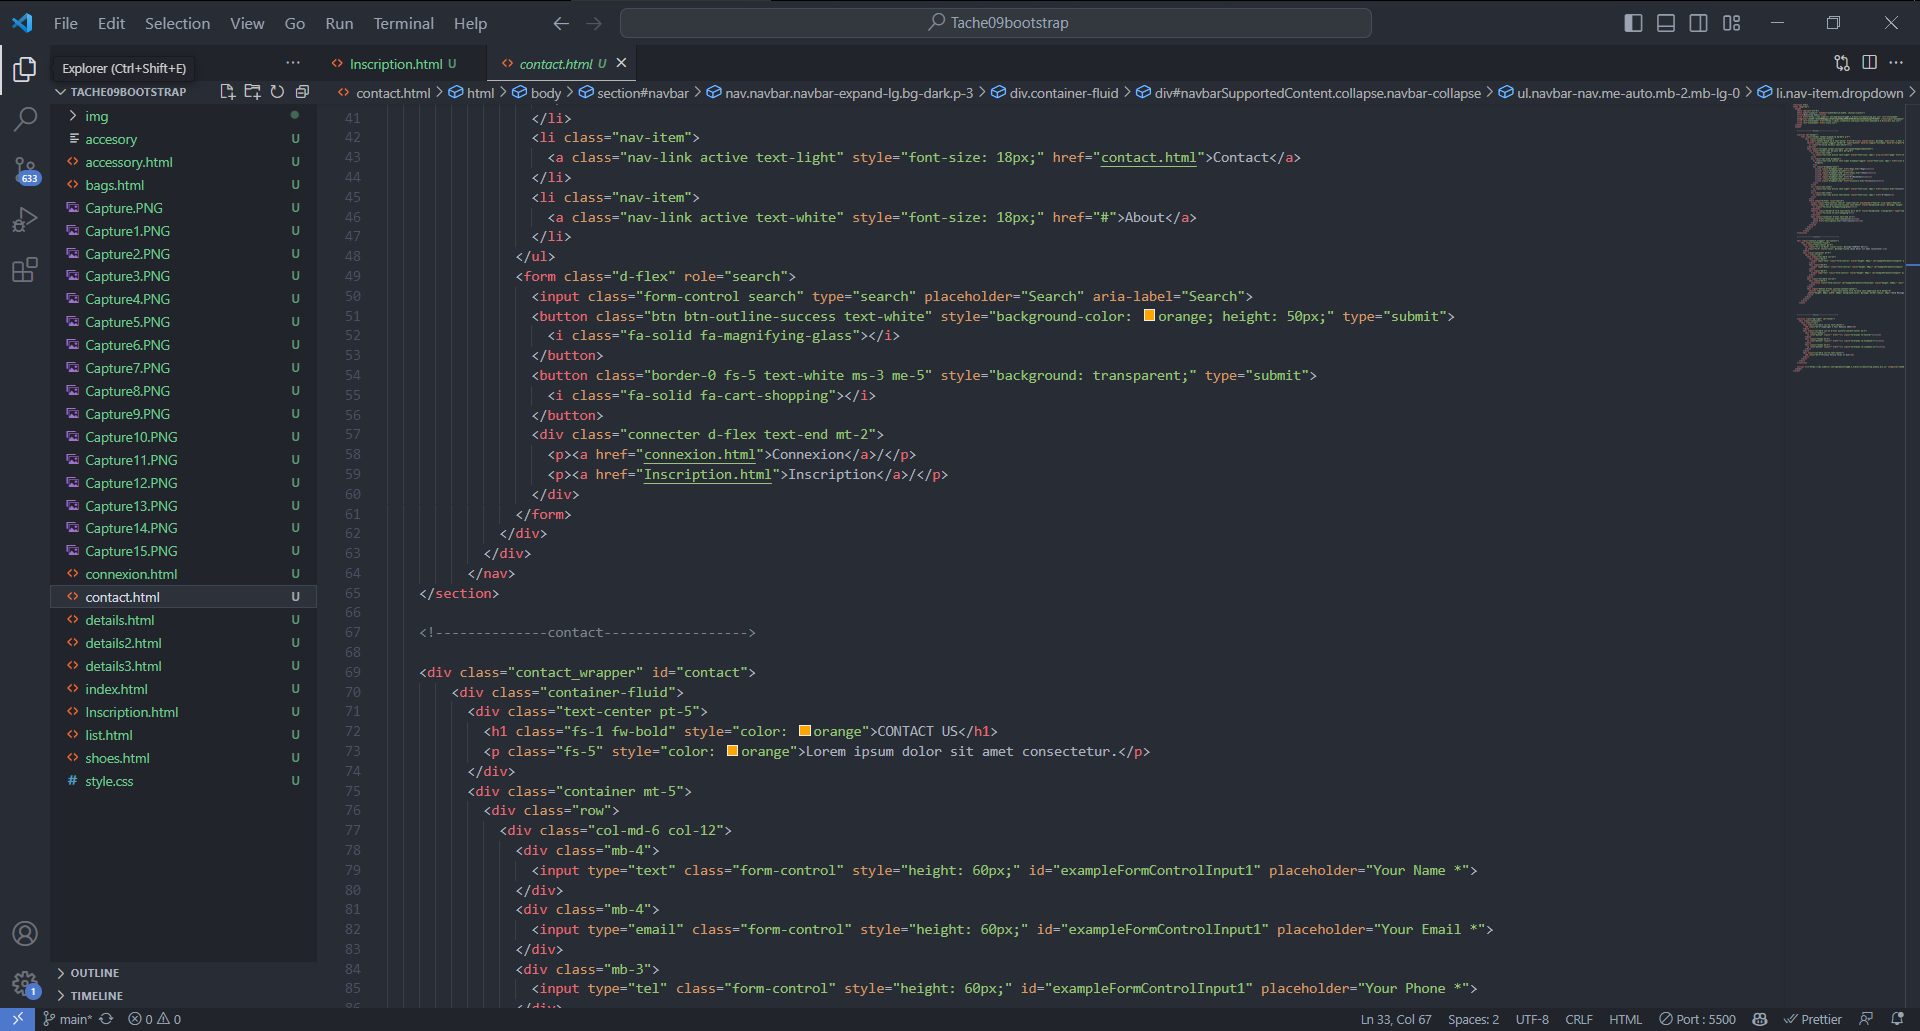 File Edit Selection View Go Run Terminal Help
Tache09bootstrap
Explorer (Ctrl+Shift+E)
Inscription.html U
contact.html U
TACHE09BOOTSTRAP
contact.html > html > body > section#navbar > nav.navbar.navbar-expand-lg.bg-dark.p-3 > div.container-fluid > div#navbarSupportedContent.collapse.navbar-collapse > ul.navbar-nav.me-auto.mb-2.mb-lg-0 > li.nav-item.dropdown >
img
accesory U
accessory.html U
bags.html U
Capture.PNG U
Capture1.PNG U
Capture2.PNG U
Capture3.PNG U
Capture4.PNG U
Capture5.PNG U
Capture6.PNG U
Capture7.PNG U
Capture8.PNG U
Capture9.PNG U
Capture10.PNG U
Capture11.PNG U
Capture12.PNG U
Capture13.PNG U
Capture14.PNG U
Capture15.PNG U
connexion.html U
contact.html U
details.html U
details2.html U
details3.html U
index.html U
Inscription.html U
list.html U
shoes.html U
style.css U
633
OUTLINE
TIMELINE
1
41 </li>
42 <li class="nav-item">
43 <a class="nav-link active text-light" style="font-size: 18px;" href="contact.html">Contact</a>
44 </li>
45 <li class="nav-item">
46 <a class="nav-link active text-white" style="font-size: 18px;" href="#">About</a>
47 </li>
48 </ul>
49 <form class="d-flex" role="search">
50 <input class="form-control search" type="search" placeholder="Search" aria-label="Search">
51 <button class="btn btn-outline-success text-white" style="background-color: orange; height: 50px;" type="submit">
52 <i class="fa-solid fa-magnifying-glass"></i>
53 </button>
54 <button class="border-0 fs-5 text-white ms-3 me-5" style="background: transparent;" type="submit">
55 <i class="fa-solid fa-cart-shopping"></i>
56 </button>
57 <div class="connecter d-flex text-end mt-2">
58 <p><a href="connexion.html">Connexion</a>/</p>
59 <p><a href="Inscription.html">Inscription</a>/</p>
60 </div>
61 </form>
62 </div>
63 </div>
64 </nav>
65 </section>
66
67 <!--------------contact------------------>
68
69 <div class="contact_wrapper" id="contact">
70 <div class="container-fluid">
71 <div class="text-center pt-5">
72 <h1 class="fs-1 fw-bold" style="color: orange">CONTACT US</h1>
73 <p class="fs-5" style="color: orange">Lorem ipsum dolor sit amet consectetur.</p>
74 </div>
75 <div class="container mt-5">
76 <div class="row">
77 <div class="col-md-6 col-12">
78 <div class="mb-4">
79 <input type="text" class="form-control" style="height: 60px;" id="exampleFormControlInput1" placeholder="Your Name *">
80 </div>
81 <div class="mb-4">
82 <input type="email" class="form-control" style="height: 60px;" id="exampleFormControlInput1" placeholder="Your Email *">
83 </div>
84 <div class="mb-3">
85 <input type="tel" class="form-control" style="height: 60px;" id="exampleFormControlInput1" placeholder="Your Phone *">
86 </div>
main* 0 0
Ln 33, Col 67 Spaces: 2 UTF-8 CRLF HTML Port : 5500 Prettier